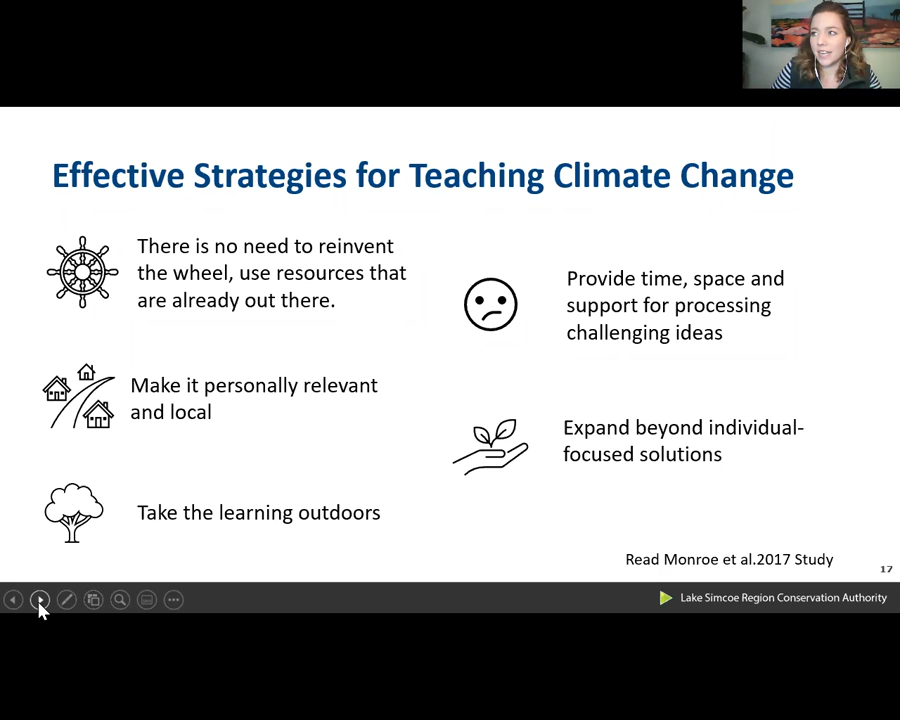 Effective Strategies for Teaching Climate Change
There is no need to reinvent
the wheel, use resources that
are already out there.
Make it personally relevant
and local
Take the learning outdoors
Provide time, space and
support for processing
challenging ideas
Expand beyond individual-
focused solutions
Read Monroe et al.2017 Study
17
Lake Simcoe Region Conservation Authority